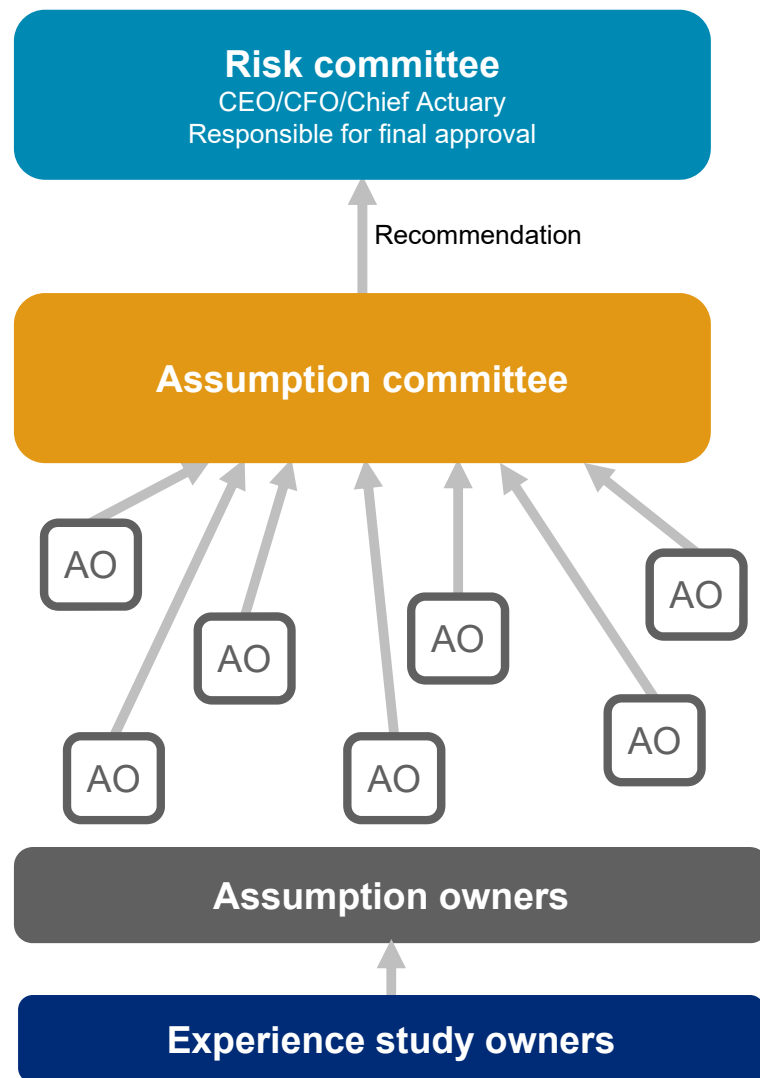 Risk committee
CEO/CFO/Chief Actuary
Responsible for final approval
Recommendation
Assumption committee
AO
AO
AO
AO
AO
AO
AO
Assumption owners
Experience study owners